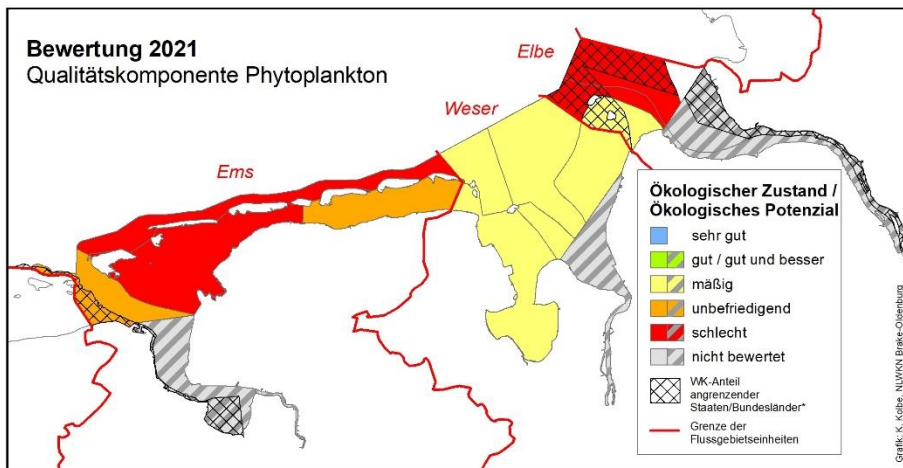 Bewertung 2021
Qualitätskomponente Phytoplankton
Elbe
Weser
Ems
Ökologischer Zustand /
Ökologisches Potenzial
sehr gut
gut / gut und besser
mäßig
unbefriedigend
schlecht
nicht bewertet
WK-Anteil
angrenzender
Staaten/Bundesländer*
Grenze der
Flussgebietseinheiten
Grafik: K. Kolbe, NLWKN Brake-Oldenburg